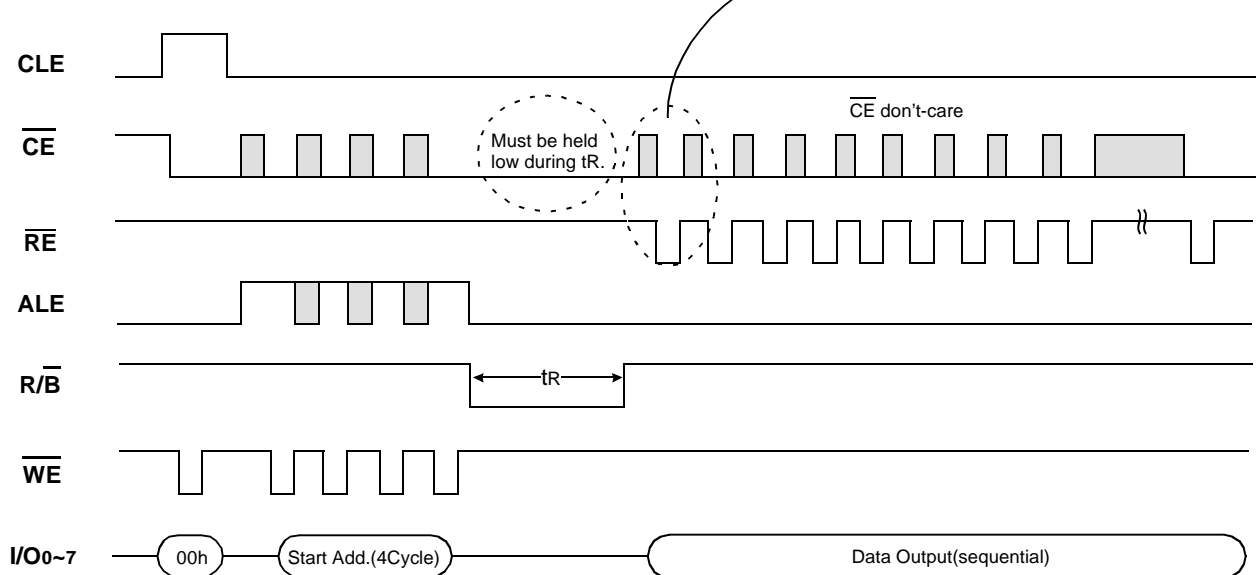 CLE
CE don't-care
CE
Must be held
low during tR.
RE
ALE
R/B
tR
WE
I/O0~7
00h
Start Add.(4Cycle)
Data Output(sequential)